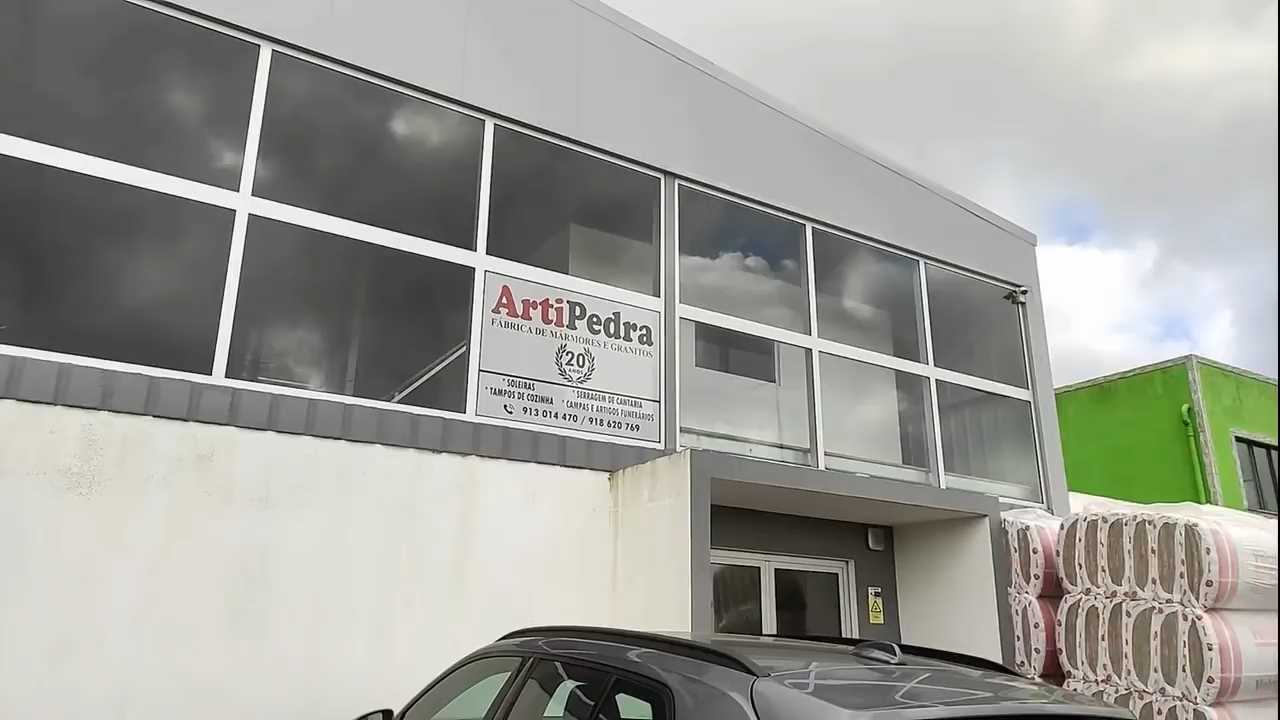 ArtiPedra
FÁBRICA DE MÁRMORES E GRANITOS
20
ANOS
* SOLEIRAS
* TAMPOS DE COZINHA
* SERRAGEM DE CANTARIA
* CAMPAS E ARTIGOS FUNERÁRIOS
913 014 470 / 918 620 769